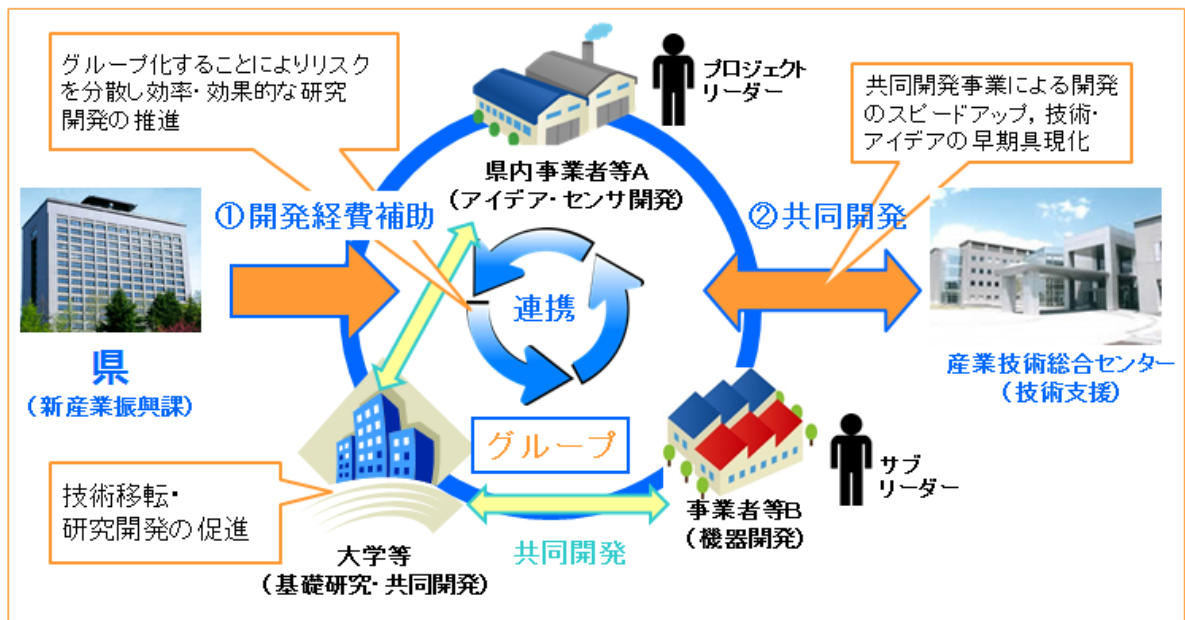 グループ化することによりリスク
を分散し効率・効果的な研究
開発の推進
プロジェクト
リーダー
共同開発事業による開発
のスピードアップ，技術・
アイデアの早期具現化
県内事業者等A
（アイデア・センサ開発）
①開発経費補助
②共同開発
連携
県
（新産業振興課）
産業技術総合センター
（技術支援）
グループ
サブ
リーダー
技術移転・
研究開発の促進
事業者等B
（機器開発）
共同開発
大学等
（基礎研究・共同開発）